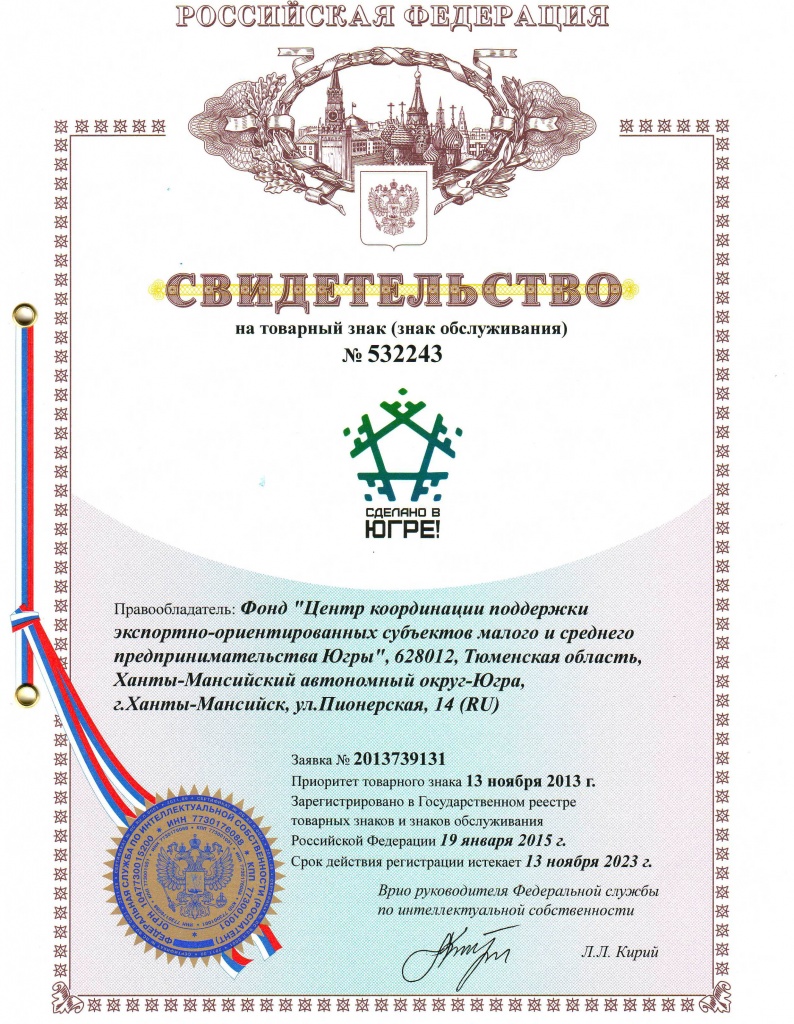 РОССИЙСКАЯ ФЕДЕРАЦИЯ
СВИДЕТЕЛЬСТВО
на товарный знак (знак обслуживания)
№ 532243
СДЕЛАНО В
ЮГРЕ!
Правообладатель: Фонд "Центр координации поддержки
экспортно-ориентированных субъектов малого и среднего
предпринимательства Югры", 628012, Тюменская область,
Ханты-Мансийский автономный округ-Югра,
г.Ханты-Мансийск, ул.Пионерская, 14 (RU)
Заявка № 2013739131
Приоритет товарного знака 13 ноября 2013 г.
Зарегистрировано в Государственном реестре
товарных знаков и знаков обслуживания
Российской Федерации 19 января 2015 г.
Срок действия регистрации истекает 13 ноября 2023 г.
Врио руководителя Федеральной службы
по интеллектуальной собственности
Л.Л. Кирий
ФЕДЕРАЛЬНАЯ СЛУЖБА ПО ИНТЕЛЛЕКТУАЛЬНОЙ СОБСТВЕННОСТИ (РОСПАТЕНТ)
ОГРН 1047730015200 * ИНН 7730176088 * КПП 773001001